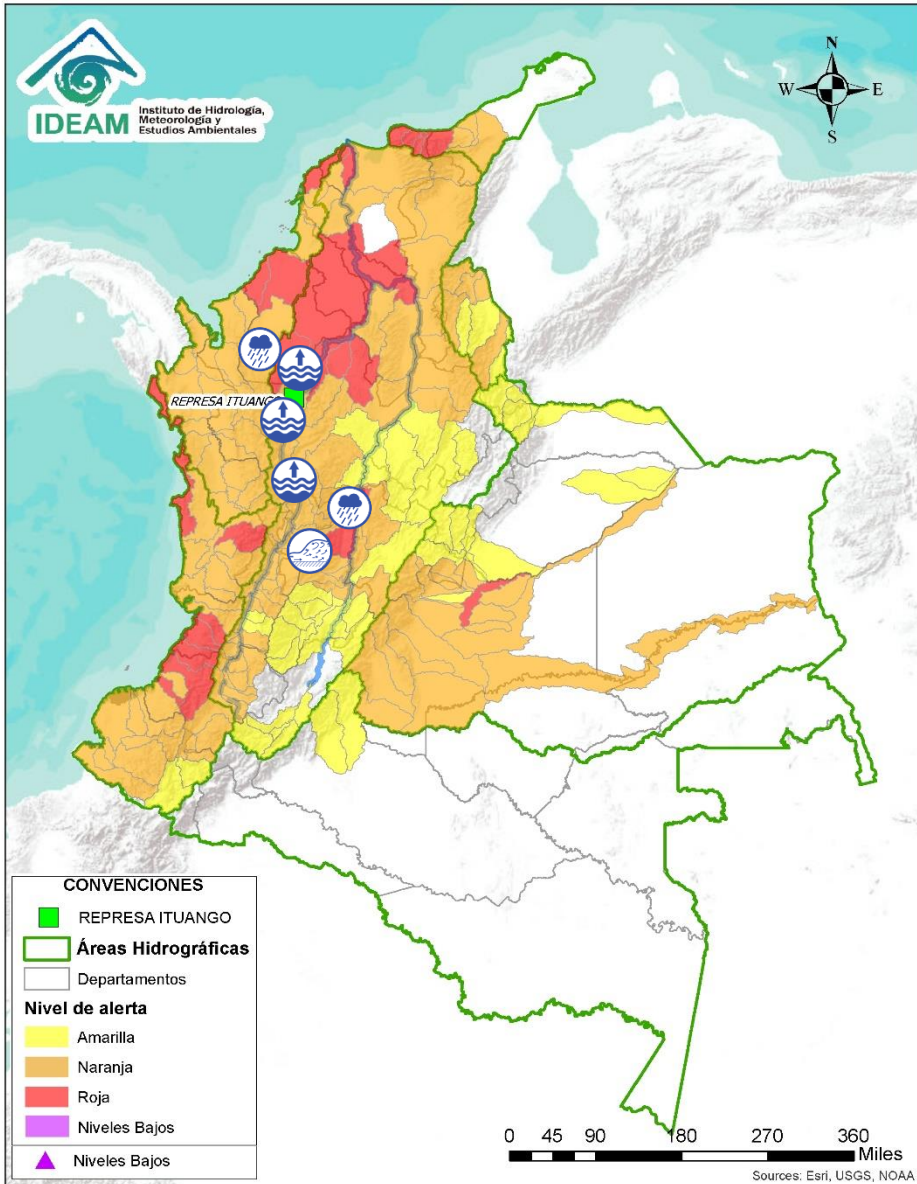 IDEAM
Instituto de Hidrología,
Meteorología y
Estudios Ambientales
N
W
E
S
REPRESA ITUANGO
CONVENCIONES
REPRESA ITUANGO
Áreas Hidrográficas
Departamentos
Nivel de alerta
Amarilla
Naranja
Roja
Niveles Bajos
Niveles Bajos
0 45 90 180 270 360
Miles
Sources: Esri, USGS, NOAA